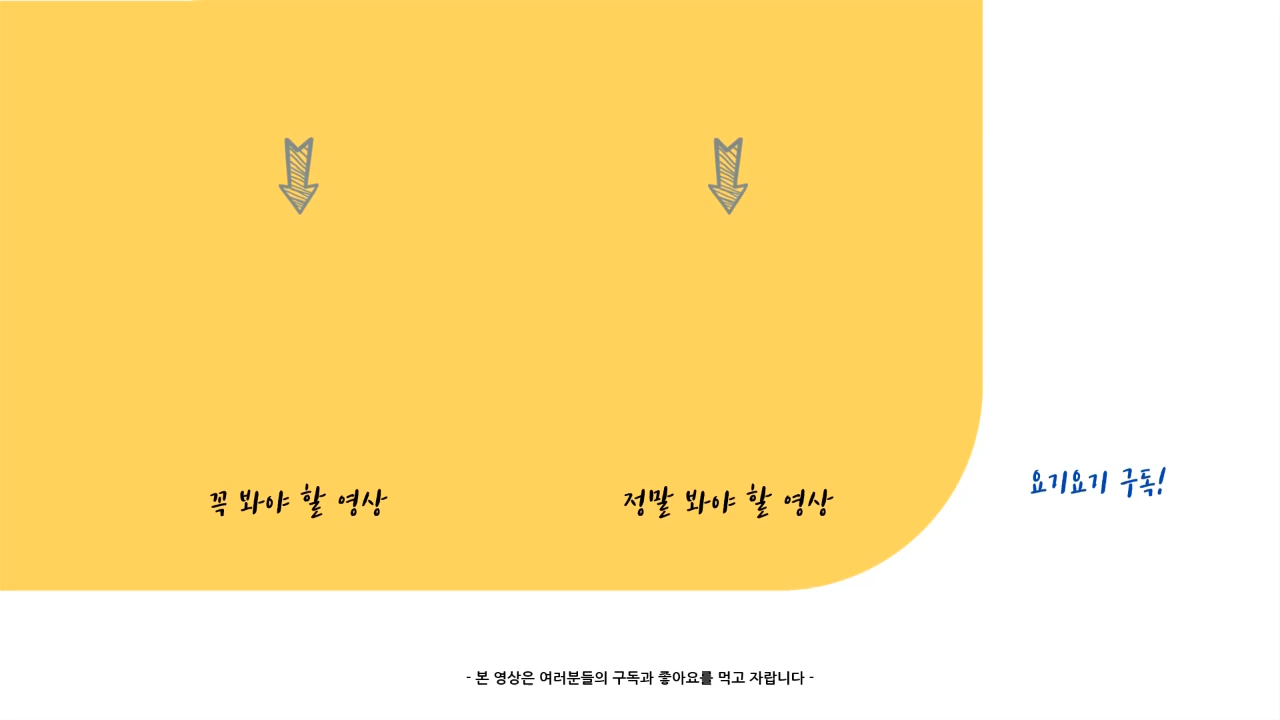 꼭 봐야 할 영상
정말 봐야 할 영상
요기요기 구독!
- 본 영상은 여러분들의 구독과 좋아요를 먹고 자랍니다 -